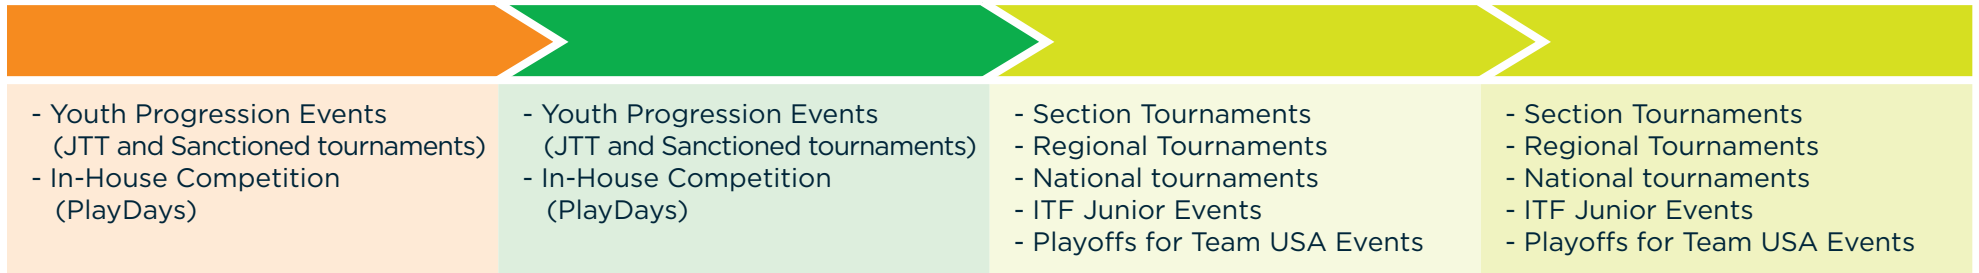 - Youth Progression Events
(JTT and Sanctioned tournaments)
- In-House Competition
(PlayDays)
- Youth Progression Events
(JTT and Sanctioned tournaments)
- In-House Competition
(PlayDays)
- Section Tournaments
- Regional Tournaments
- National tournaments
- ITF Junior Events
- Playoffs for Team USA Events
- Section Tournaments
- Regional Tournaments
- National tournaments
- ITF Junior Events
- Playoffs for Team USA Events